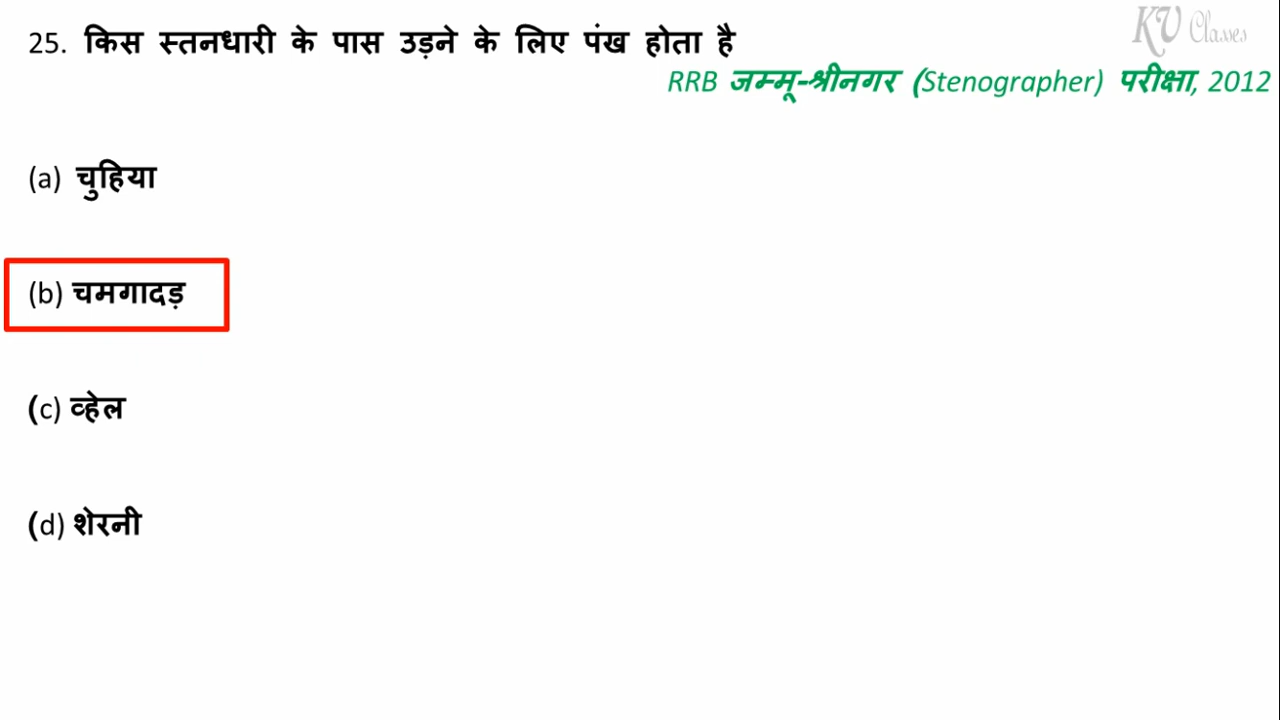 KV Classes
25. किस स्तनधारी के पास उड़ने के लिए पंख होता है
RRB जम्मू-श्रीनगर (Stenographer) परीक्षा, 2012
(a) चुहिया
(b) चमगादड़
(c) व्हेल
(d) शेरनी